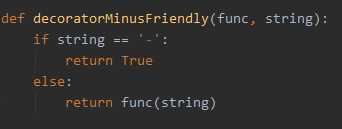 def decoratorMinusFriendly(func, string):
    if string == '-':
        return True
    else:
        return func(string)